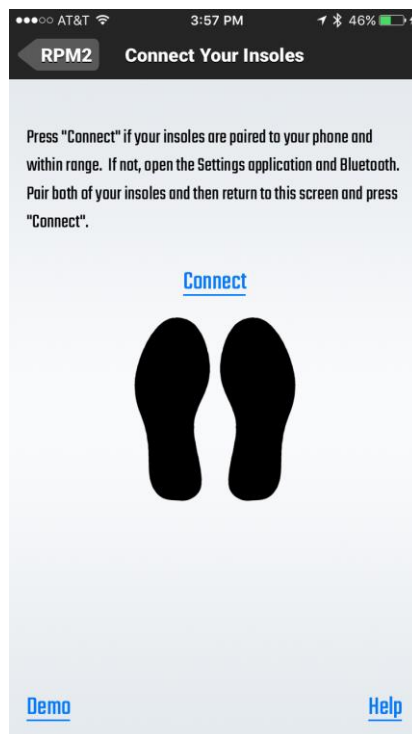 ●●●○○ AT&T 3:57 PM 46%
RPM2 Connect Your Insoles
Press "Connect" if your insoles are paired to your phone and
within range. If not, open the Settings application and Bluetooth.
Pair both of your insoles and then return to this screen and press
"Connect".
Connect
Demo Help